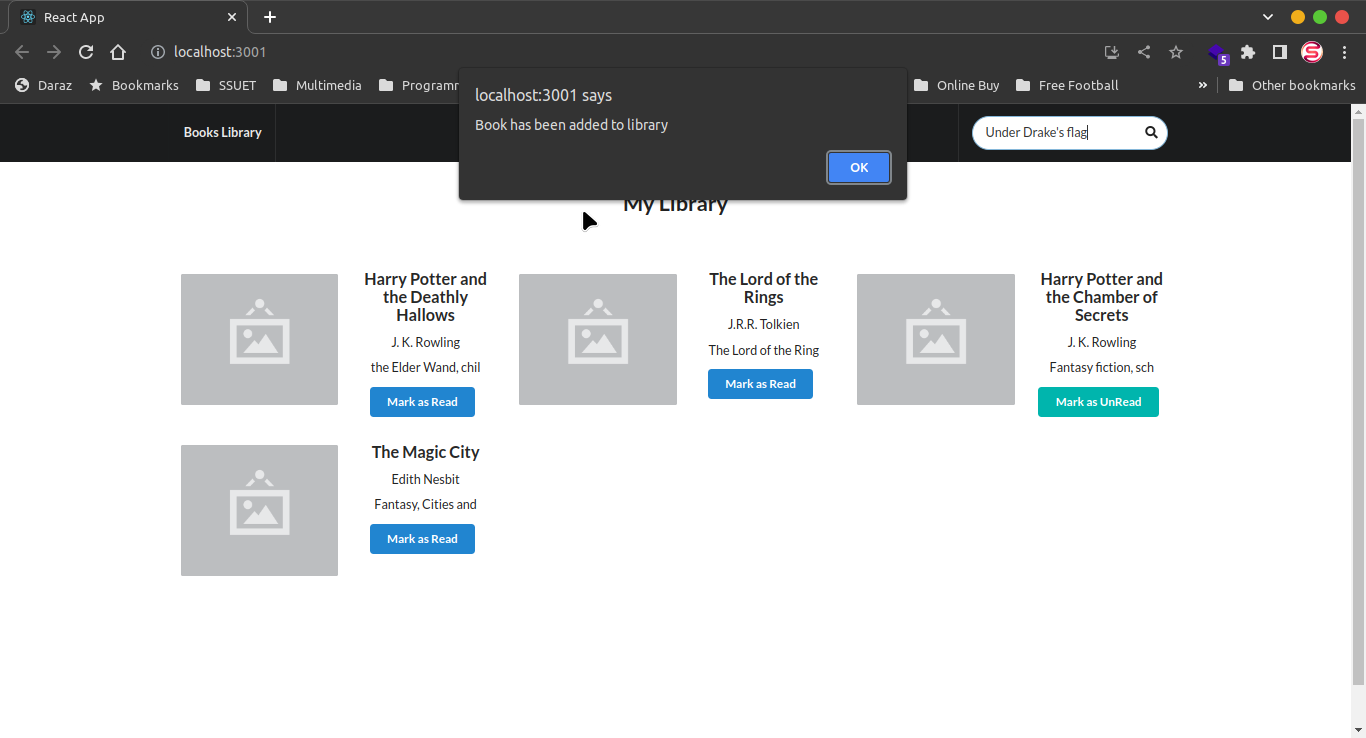 React App
localhost:3001
5
Daraz
Bookmarks
SSUET
Multimedia
Programr
Online Buy
Free Football
»
Other bookmarks
localhost:3001 says
Book has been added to library
OK
Books Library
Under Drake's flag
My Library
Harry Potter and
the Deathly
Hallows
J. K. Rowling
the Elder Wand, chil
Mark as Read
The Lord of the
Rings
J.R.R. Tolkien
The Lord of the Ring
Mark as Read
Harry Potter and
the Chamber of
Secrets
J. K. Rowling
Fantasy fiction, sch
Mark as UnRead
The Magic City
Edith Nesbit
Fantasy, Cities and
Mark as Read